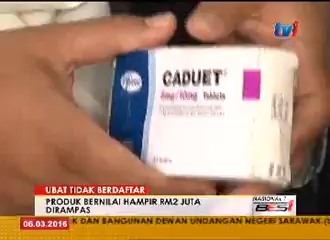 tv1
Pfizer
CADUET
5mg/10mg Tablets
UBAT TIDAK BERDAFTAR
PRODUK BERNILAI HAMPIR RM2 JUTA
DIRAMPAS
NASIONAL
BESI
06.03.2016
DAN BANGUNAN DEWAN UNDANGAN NEGERI SARAWAK